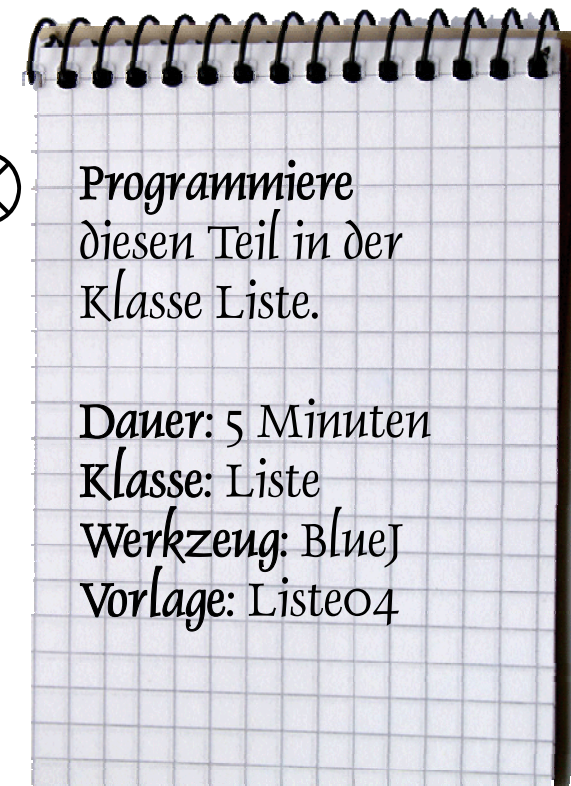 Programmiere
diesen Teil in der
Klasse Liste.
Dauer: 5 Minuten
Klasse: Liste
Werkzeug: BlueJ
Vorlage: Liste04